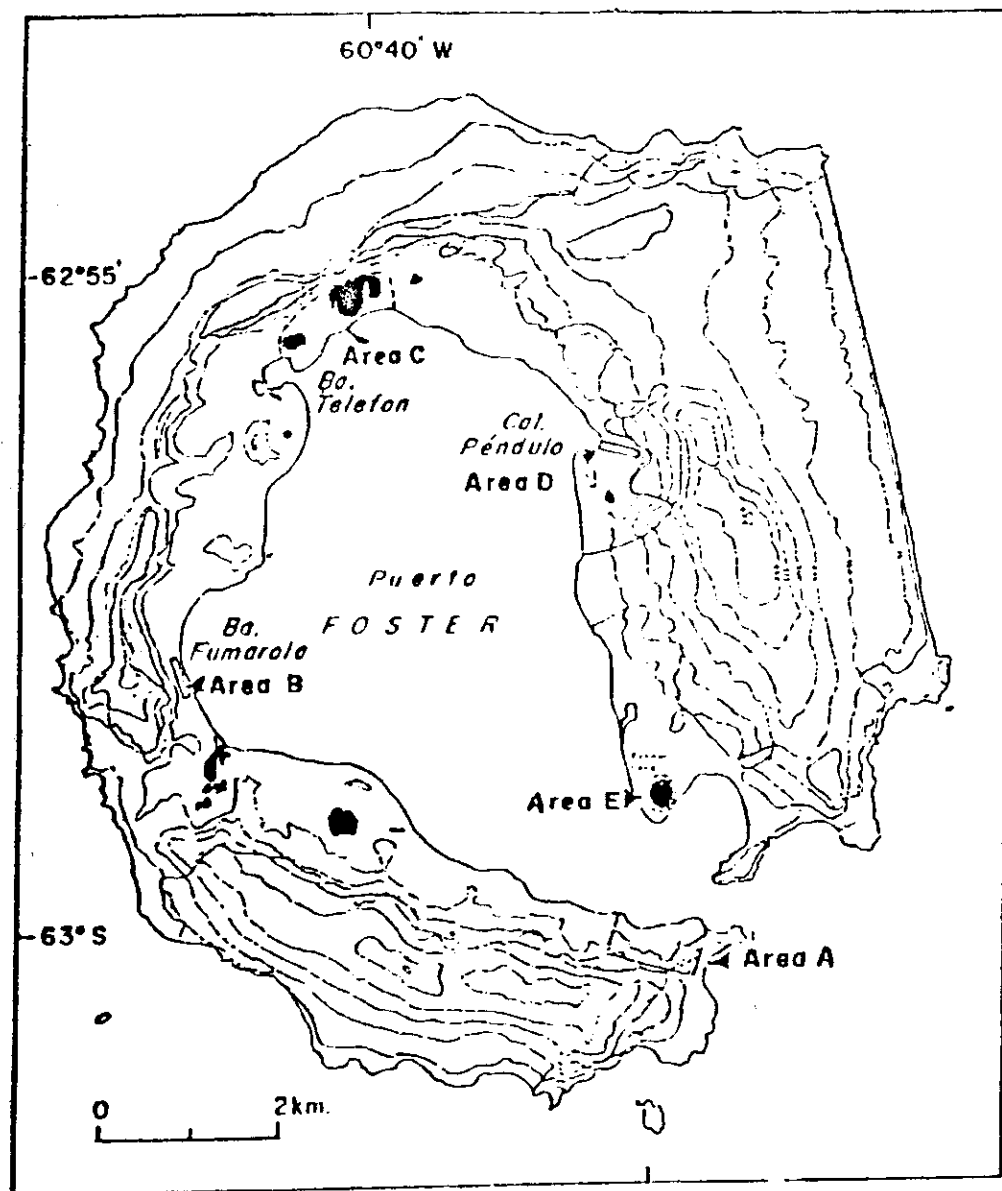 60°40' W
62°55'
Area C
Ba.
Telefon
Cal.
Péndulo
Area D
Puerto
FOSTER
Ba.
Fumarola
Area B
Area E
63° S
Area A
0 2km.